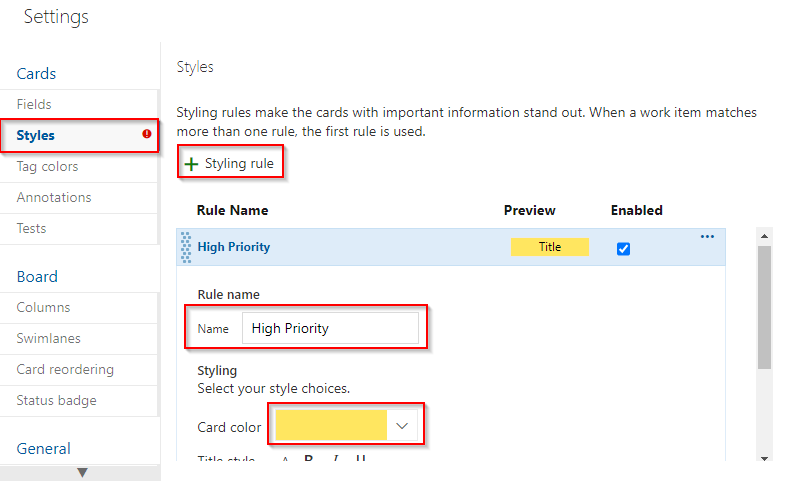 Settings
Cards
Fields
Styles
Tag colors
Annotations
Tests
Board
Columns
Swimlanes
Card reordering
Status badge
General
Styles
Styling rules make the cards with important information stand out. When a work item matches
more than one rule, the first rule is used.
+ Styling rule
Rule Name Preview Enabled
High Priority Title ...
Rule name
Name High Priority
Styling
Select your style choices.
Card color
Title style A B I U